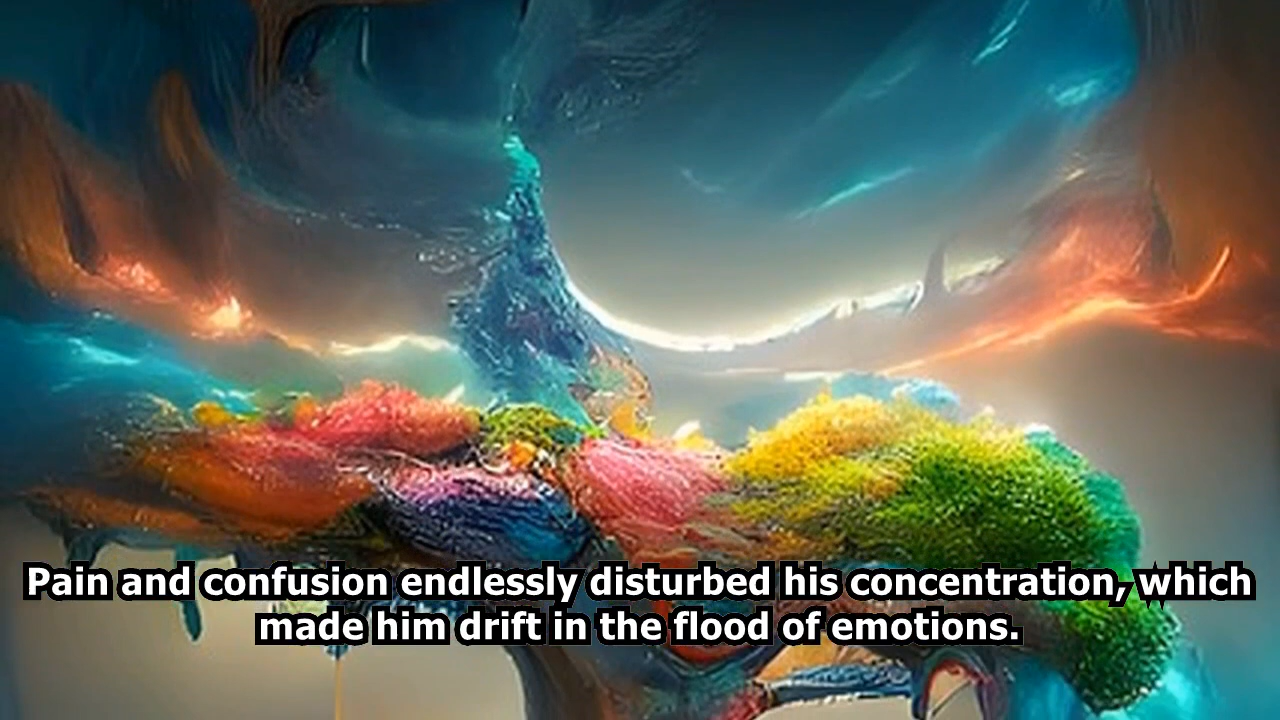 Pain and confusion endlessly disturbed his concentration, which
made him drift in the flood of emotions.